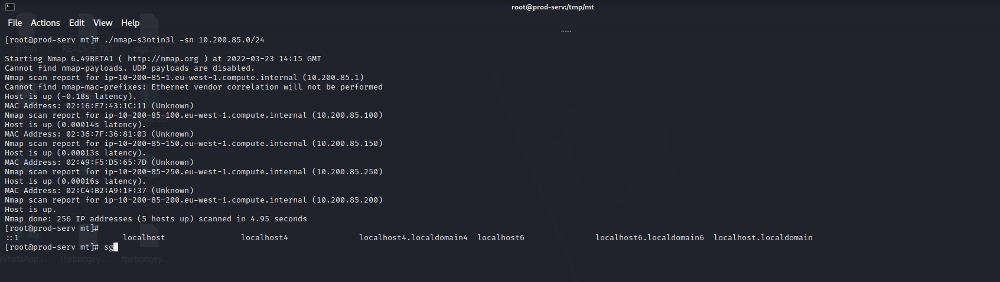 root@prod-serv:/tmp/mt
File Actions Edit View Help
[root@prod-serv mt]# ./nmap-s3ntin3l -sn 10.200.85.0/24
Trash README.TXT sigs.dat
Starting Nmap 6.49BETA1 ( http://nmap.org ) at 2022-03-23 14:15 GMT
Cannot find nmap-payloads. UDP payloads are disabled.
Nmap scan report for ip-10-200-85-1.eu-west-1.compute.internal (10.200.85.1)
Cannot find nmap-mac-prefixes: Ethernet vendor correlation will not be performed
Host is up (-0.18s latency).
MAC Address: 02:16:E7:43:1C:11 (Unknown)
Nmap scan report for ip-10-200-85-100.eu-west-1.compute.internal (10.200.85.100)
Host is up (0.00014s latency).
MAC Address: 02:36:7F:36:81:03 (Unknown)
Nmap scan report for ip-10-200-85-150.eu-west-1.compute.internal (10.200.85.150)
Host is up (0.00013s latency).
MAC Address: 02:49:F5:D5:65:7D (Unknown)
Nmap scan report for ip-10-200-85-250.eu-west-1.compute.internal (10.200.85.250)
Host is up (0.00016s latency).
MAC Address: 02:C4:B2:A9:1F:37 (Unknown)
Nmap scan report for ip-10-200-85-200.eu-west-1.compute.internal (10.200.85.200)
Host is up.
Nmap done: 256 IP addresses (5 hosts up) scanned in 4.95 seconds
[root@prod-serv mt]#
::1 localhost localhost4 localhost4.localdomain4 localhost6 localhost6.localdomain6 localhost.localdomain
[root@prod-serv mt]# sg
WhatsApp I... theboogey... theboogey...